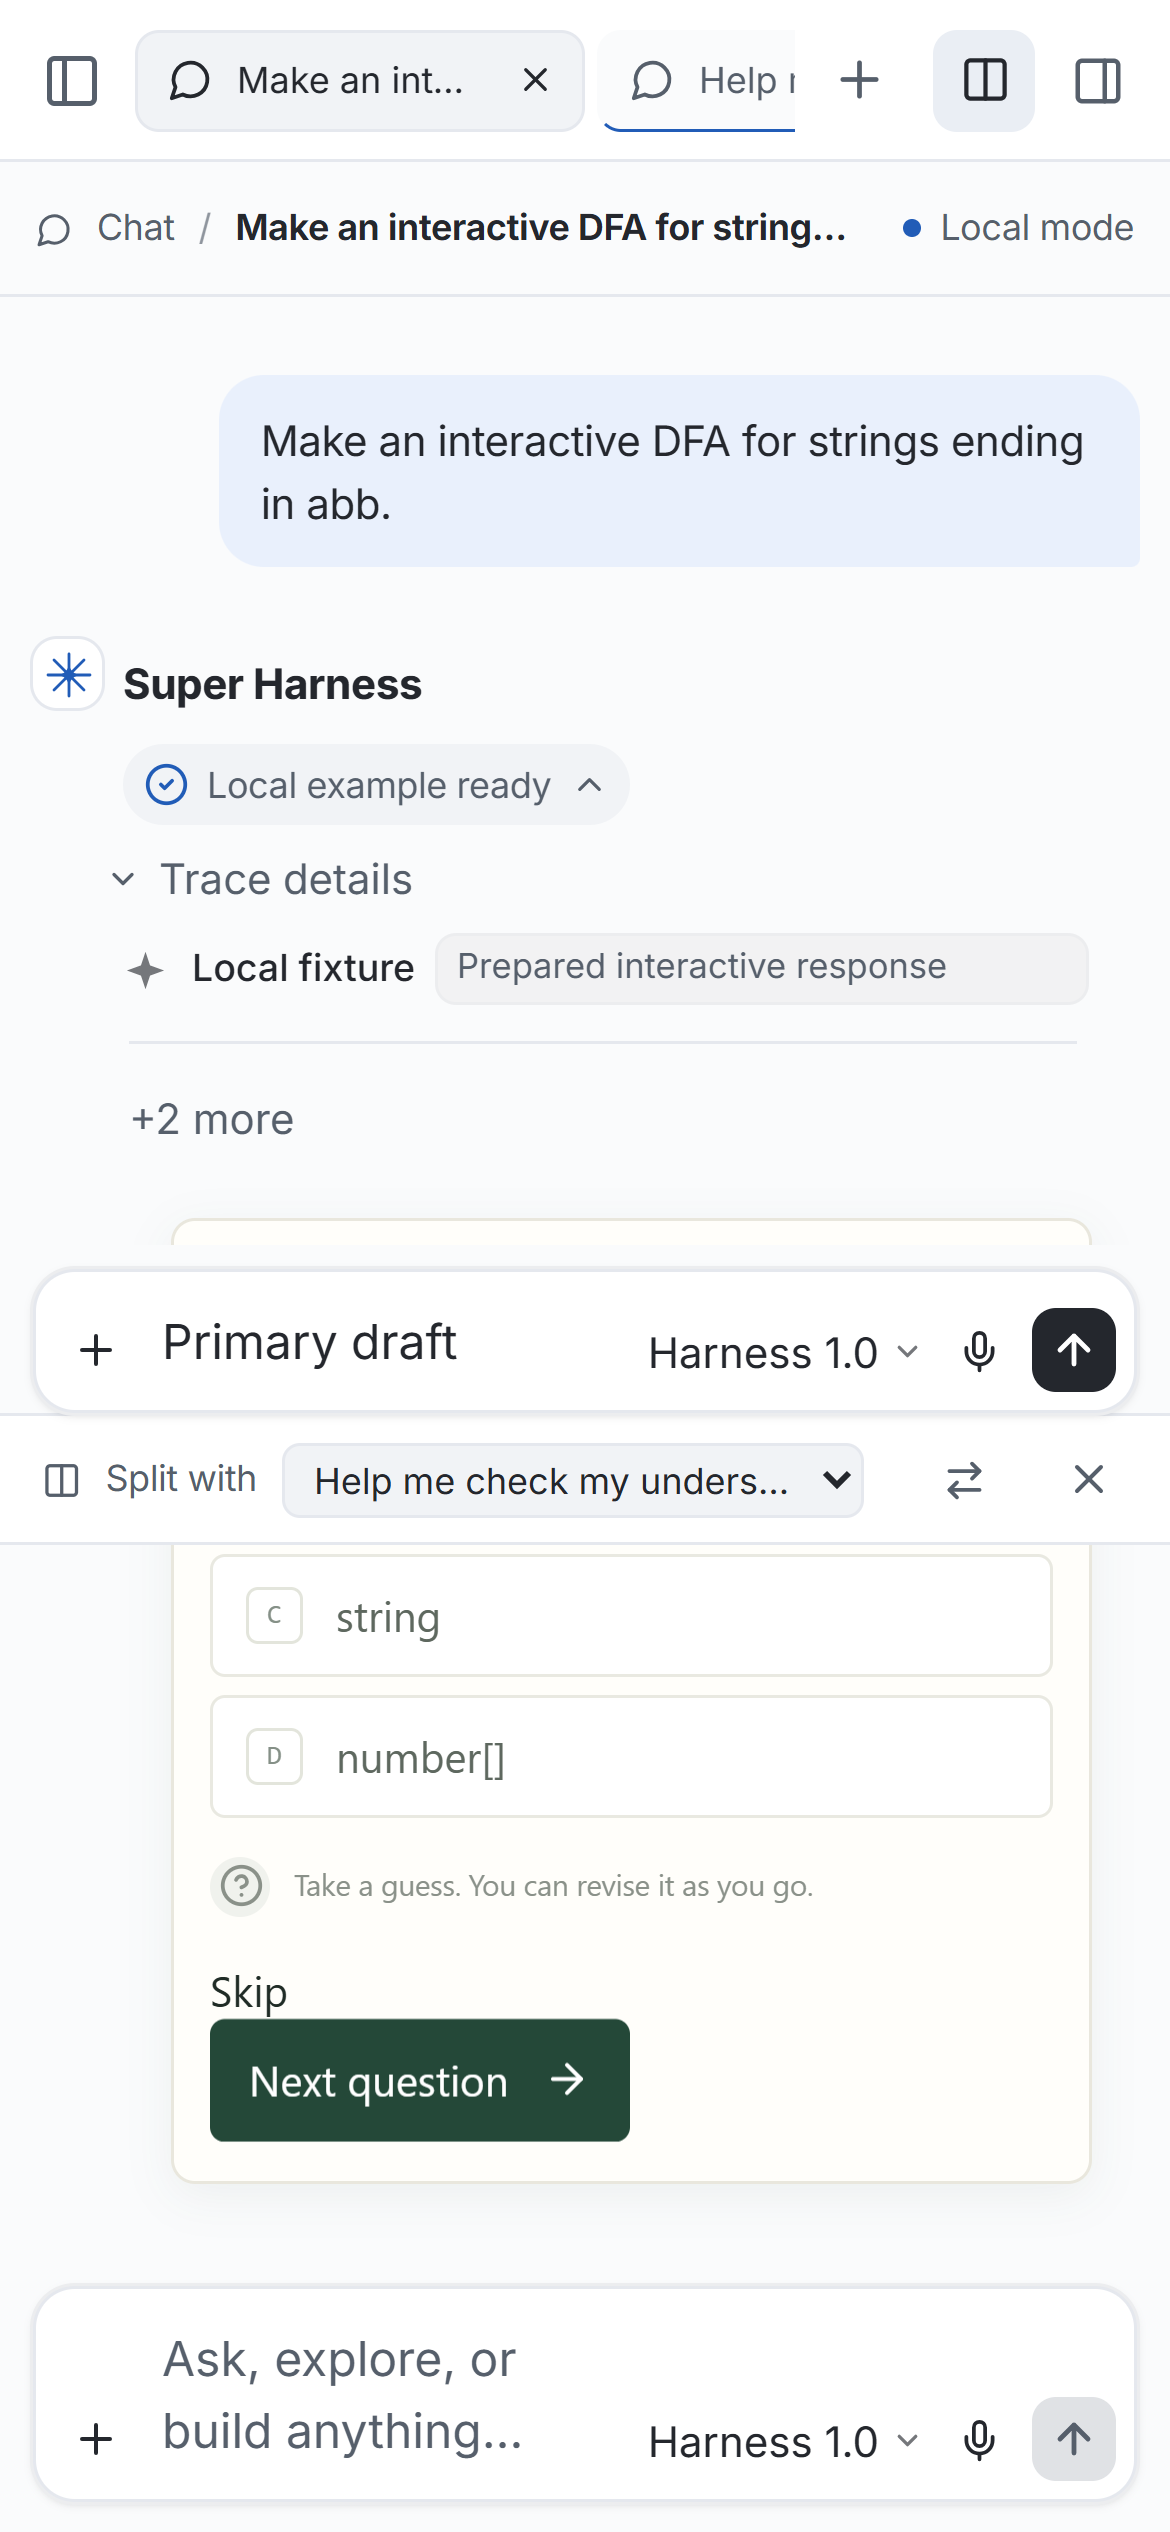 Make an int...
Help
Chat / Make an interactive DFA for string...
Local mode
Make an interactive DFA for strings ending
in abb.
Super Harness
Local example ready
Trace details
Local fixture
Prepared interactive response
+2 more
Primary draft
Harness 1.0
Split with
Help me check my unders...
C string
D number[]
Take a guess. You can revise it as you go.
Skip
Next question
Ask, explore, or
build anything...
Harness 1.0